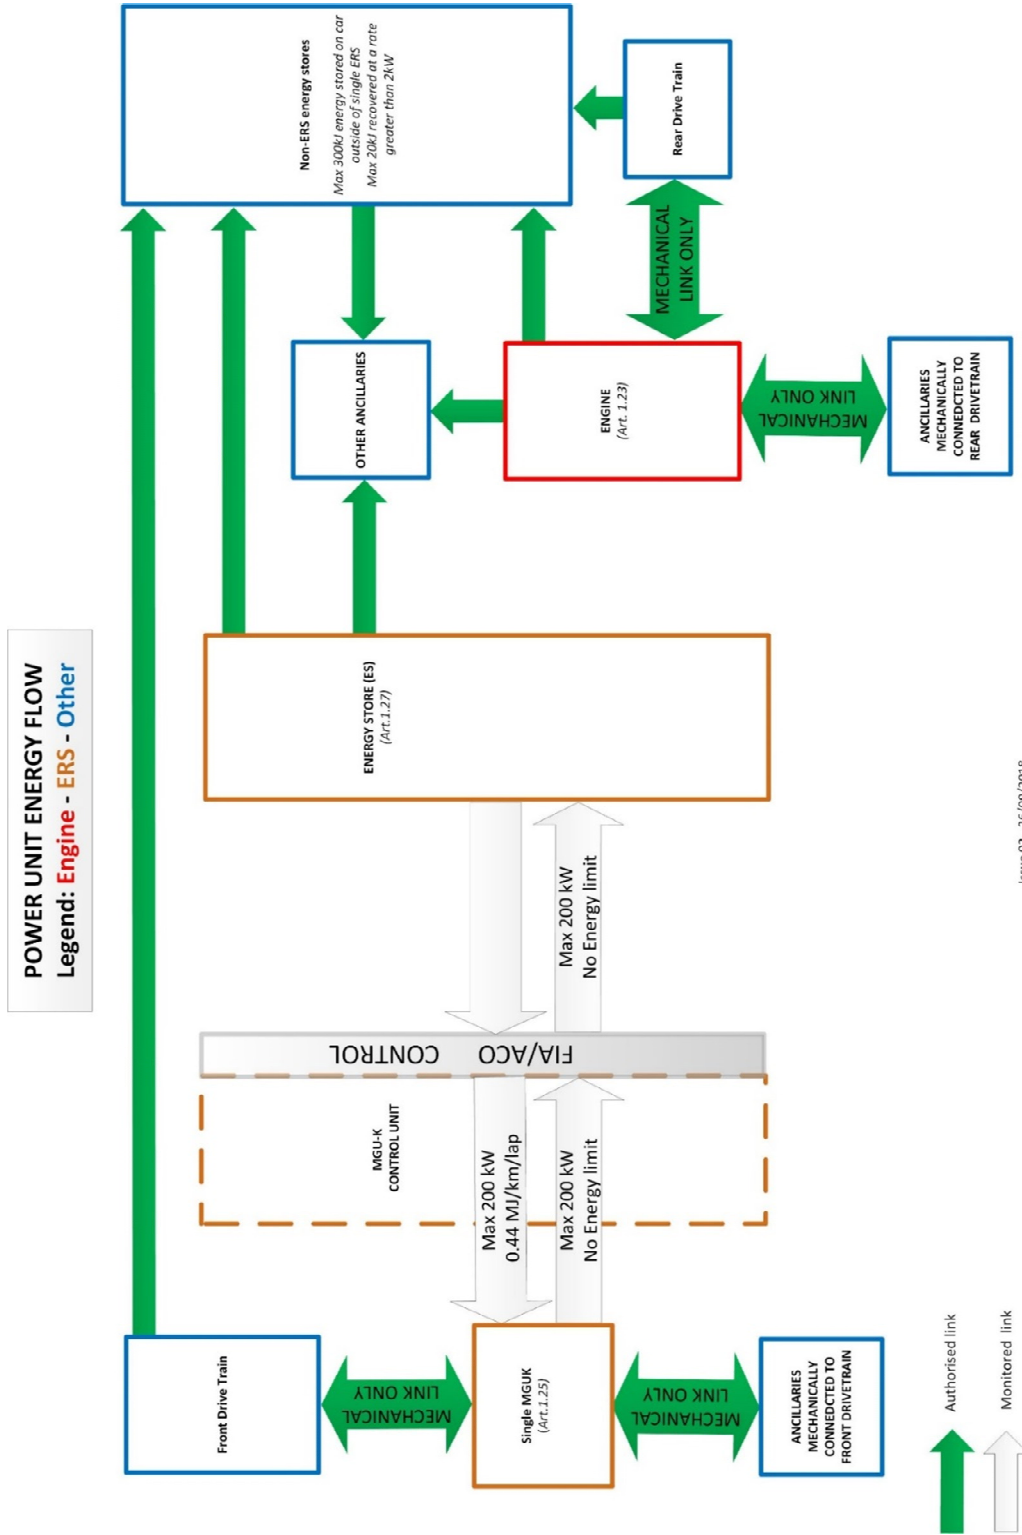 POWER UNIT ENERGY FLOW
Legend: Engine - ERS - Other
Front Drive Train
MECHANICAL
LINK ONLY
Single MGUK
(Art.1.25)
MECHANICAL
LINK ONLY
ANCILLARIES
MECHANICALLY
CONNEDCTED TO
FRONT DRIVETRAIN
MGU-K
CONTROL UNIT
Max 200 kW
0.44 MJ/km/lap
Max 200 kW
No Energy limit
FIA/ACO CONTROL
Max 200 kW
No Energy limit
ENERGY STORE (ES)
(Art.1.27)
OTHER ANCILLARIES
ENGINE
(Art. 1.23)
MECHANICAL
LINK ONLY
ANCILLARIES
MECHANICALLY
CONNEDCTED TO
REAR DRIVETRAIN
Non-ERS energy stores
Max 300kJ energy stored on car
outside of single ERS
Max 20kJ recovered at a rate
greater than 2kW
MECHANICAL
LINK ONLY
Rear Drive Train
Authorised link
Monitored link